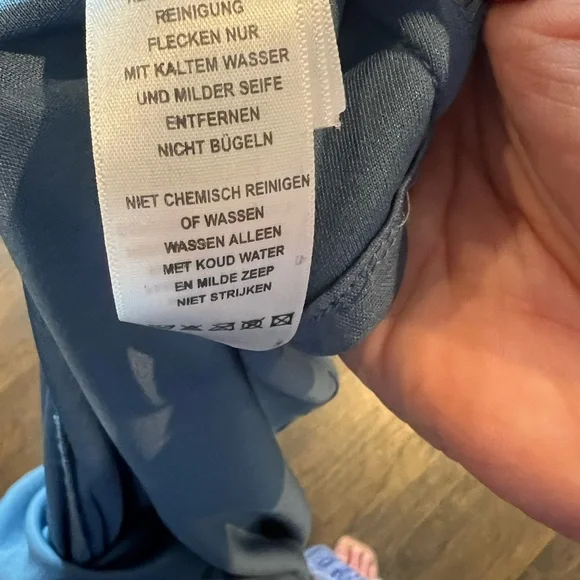 REINIGUNG
FLECKEN NUR
MIT KALTEM WASSER
UND MILDER SEIFE
ENTFERNEN
NICHT BÜGELN
NIET CHEMISCH REINIGEN
OF WASSEN
WASSEN ALLEEN
MET KOUD WATER
EN MILDE ZEEP
NIET STRIJKEN